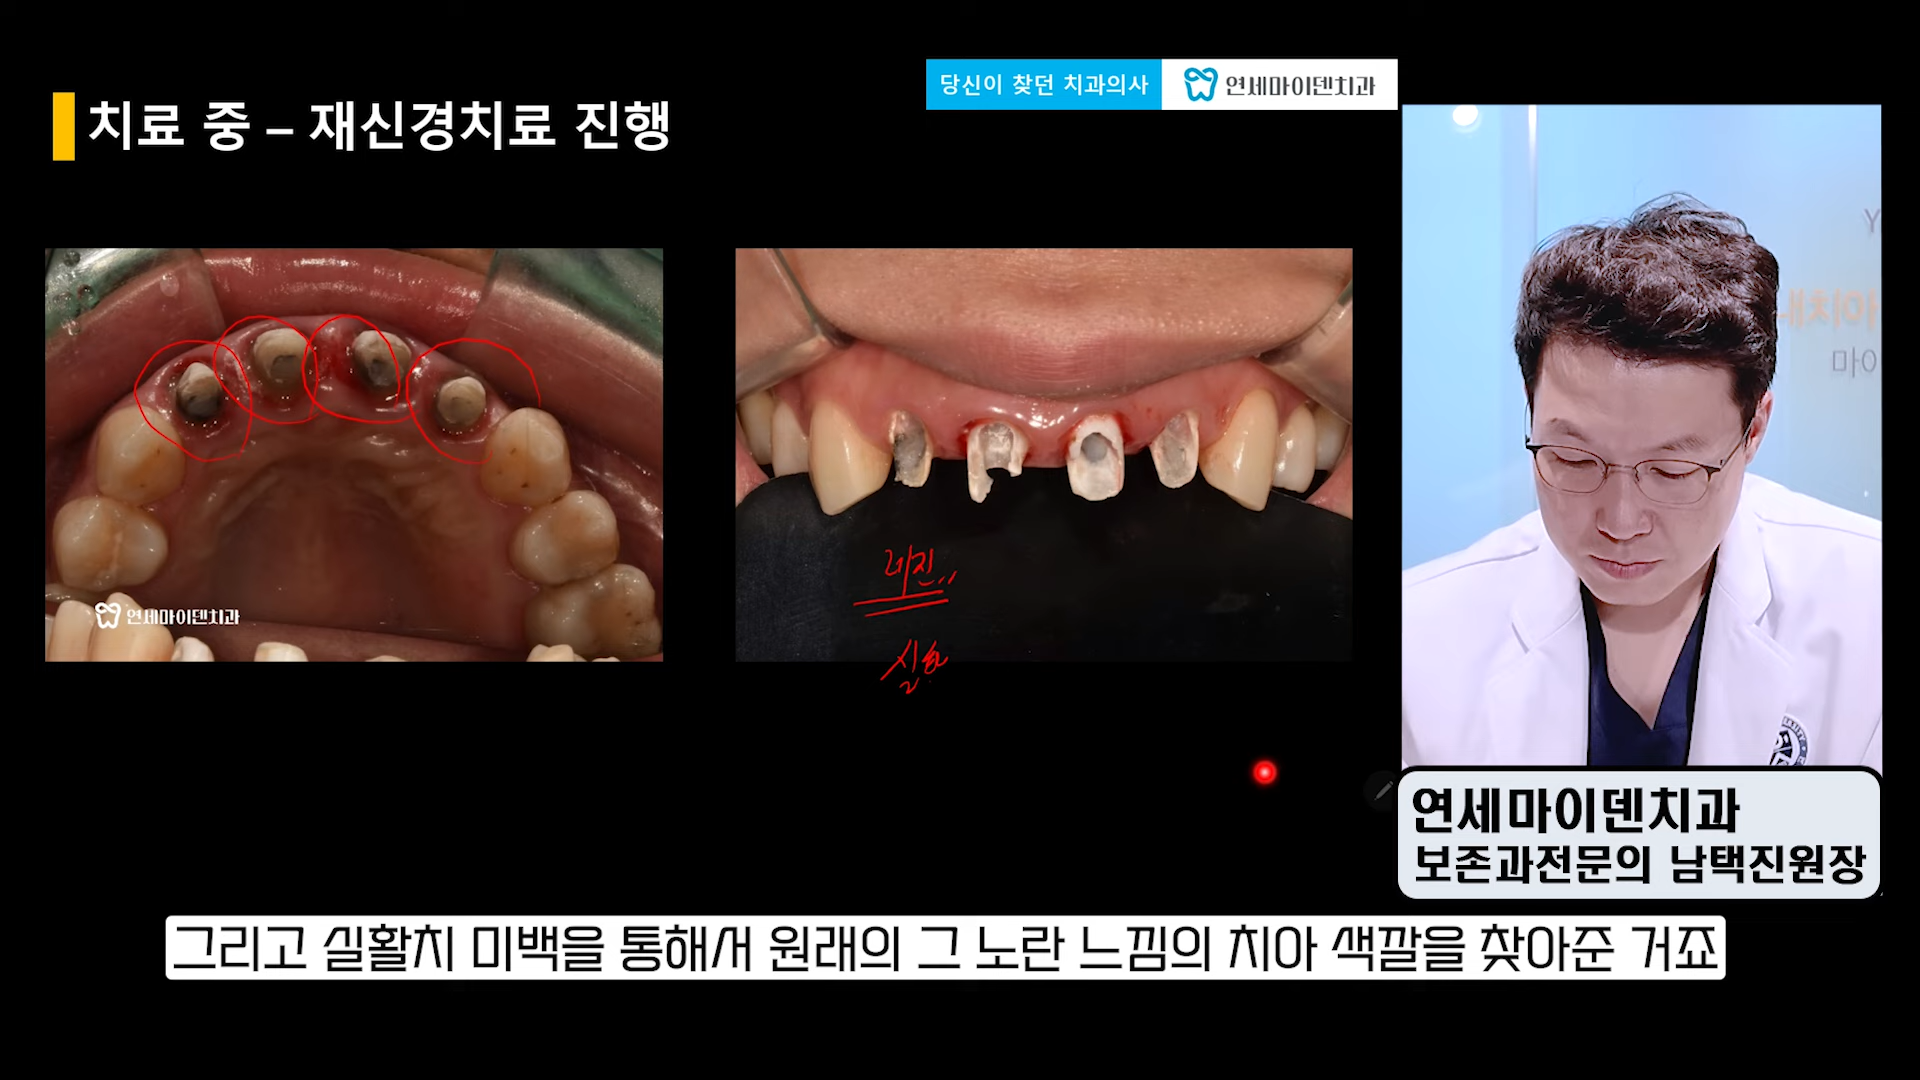 당신이 찾던 치과의사
연세마이덴치과
치료 중 – 재신경치료 진행
Y
마이
연세마이덴치과
레진
실활
연세마이덴치과
보존과전문의 남택진원장
그리고 실활치 미백을 통해서 원래의 그 노란 느낌의 치아 색깔을 찾아준 거죠